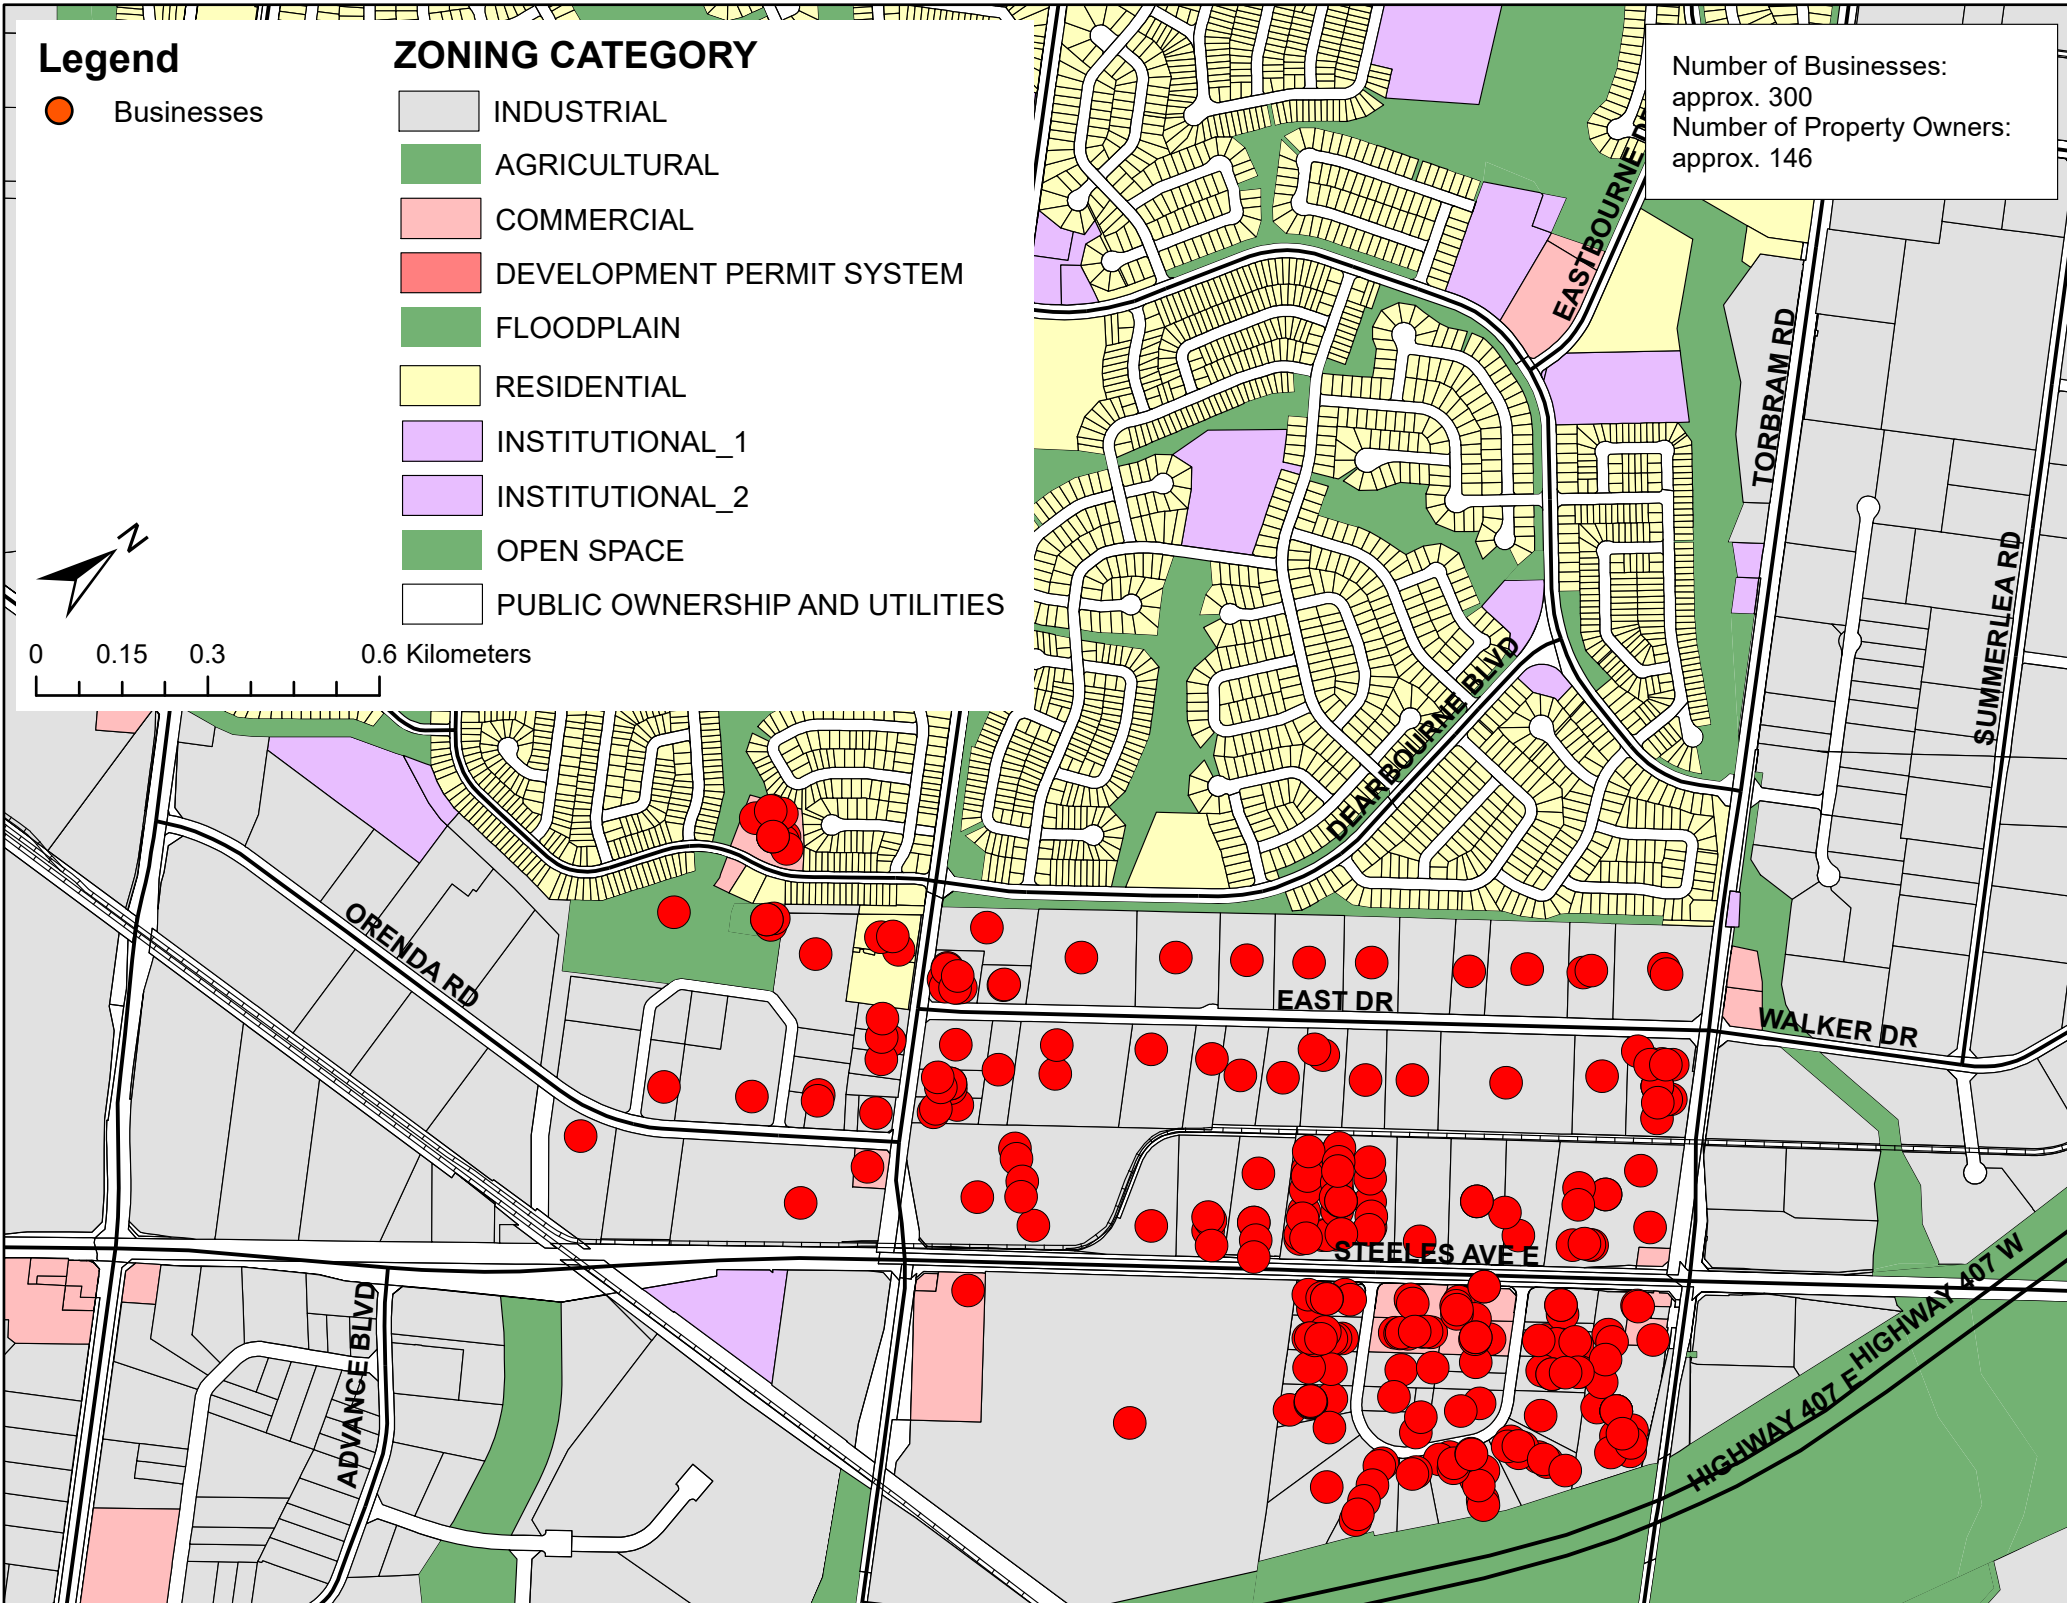 Legend
Businesses
ZONING CATEGORY
INDUSTRIAL
AGRICULTURAL
COMMERCIAL
DEVELOPMENT PERMIT SYSTEM
FLOODPLAIN
RESIDENTIAL
INSTITUTIONAL_1
INSTITUTIONAL_2
OPEN SPACE
PUBLIC OWNERSHIP AND UTILITIES
N
0 0.15 0.3 0.6 Kilometers
Number of Businesses:
approx. 300
Number of Property Owners:
approx. 146
EASTBOURNE
TORBRAM RD
SUMMERLEA RD
DEARBOURNE BLVD
ORENDA RD
EAST DR
WALKER DR
STEELES AVE E
ADVANCE BLVD
HIGHWAY 407 W
HIGHWAY 407 E